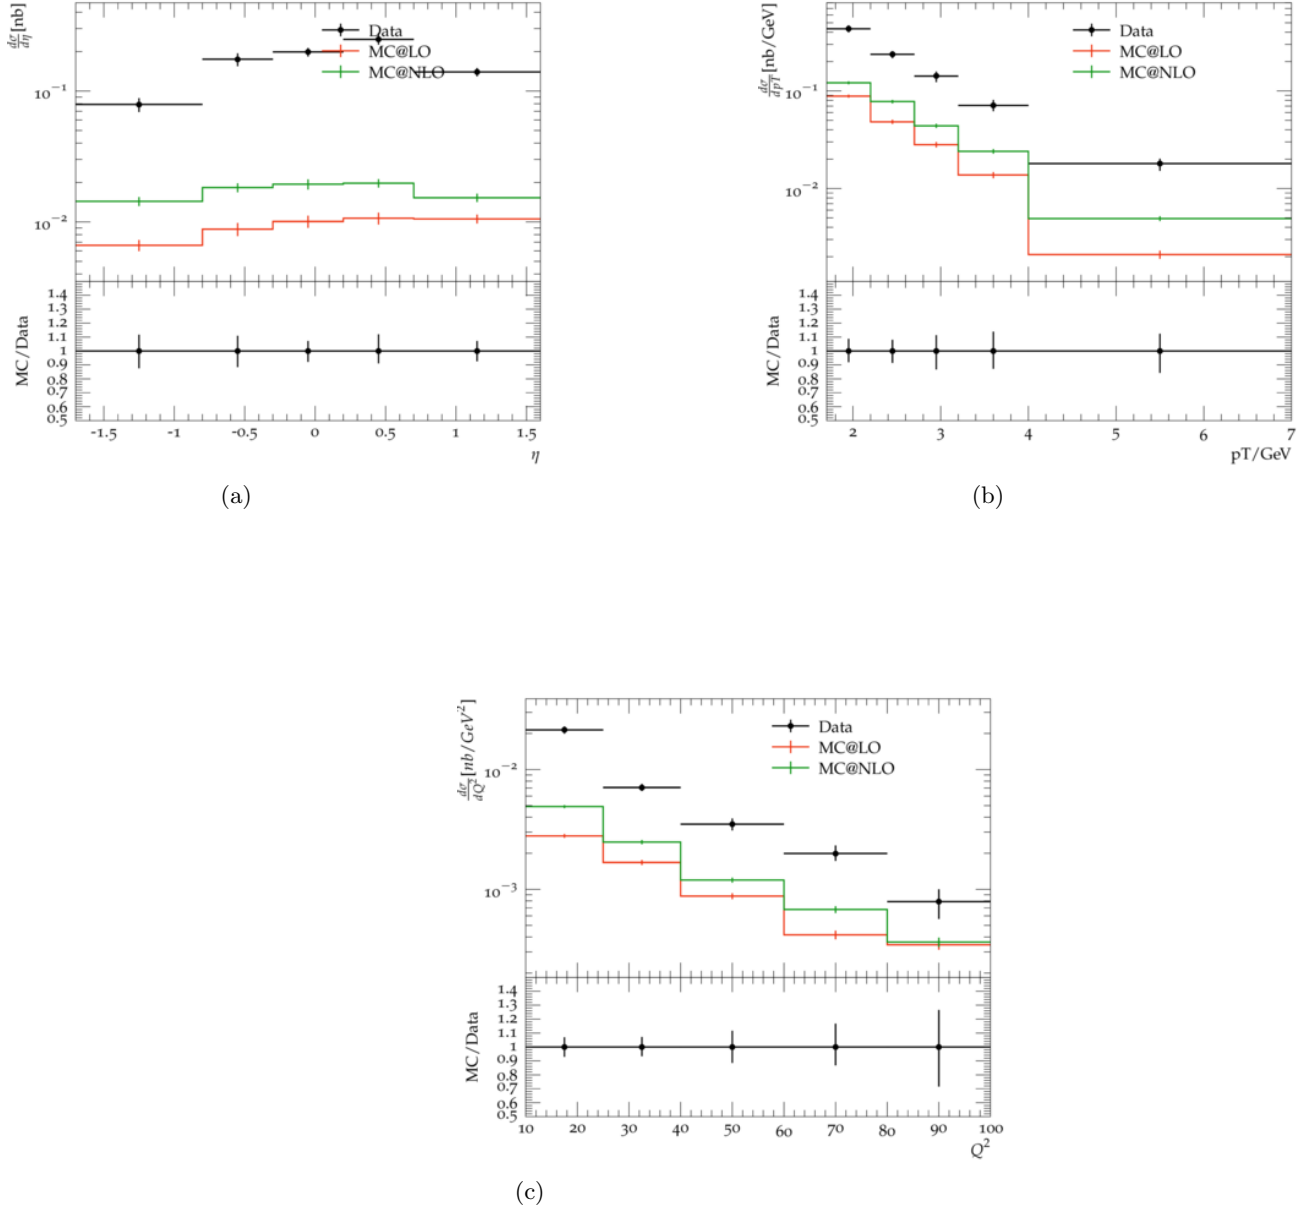 dσ/dη [nb]
Data
MC@LO
MC@NLO
10⁻¹
10⁻²
MC/Data
1.4
1.3
1.2
1.1
1
0.9
0.8
0.7
0.6
0.5
-1.5 -1 -0.5 0 0.5 1 1.5
η
(a)
dσ/dpT [nb/GeV]
Data
MC@LO
MC@NLO
10⁻¹
10⁻²
MC/Data
1.4
1.3
1.2
1.1
1
0.9
0.8
0.7
0.6
0.5
2 3 4 5 6 7
pT/GeV
(b)
dσ/dQ² [nb/GeV²]
Data
MC@LO
MC@NLO
10⁻²
10⁻³
MC/Data
1.4
1.3
1.2
1.1
1
0.9
0.8
0.7
0.6
0.5
10 20 30 40 50 60 70 80 90 100
Q²
(c)